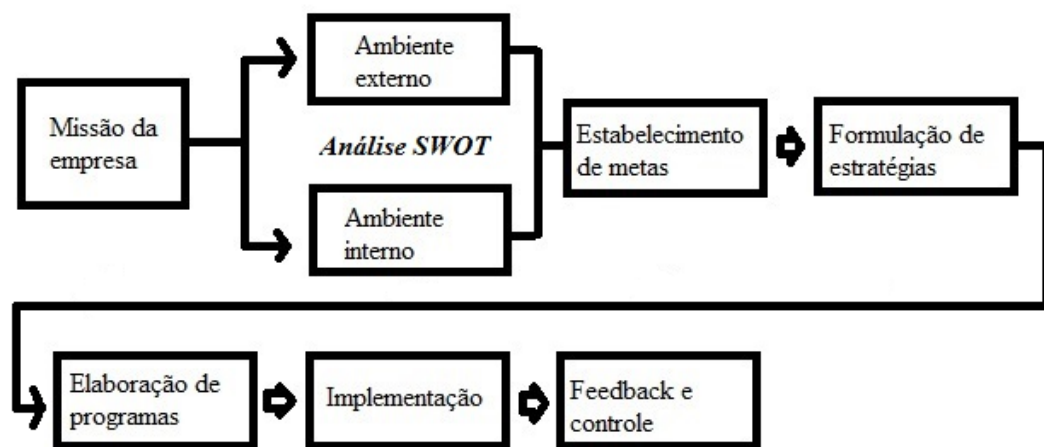 Missão da
empresa
Ambiente
externo
Análise SWOT
Ambiente
interno
Estabelecimento
de metas
Formulação de
estratégias
Elaboração de
programas
Implementação
Feedback e
controle